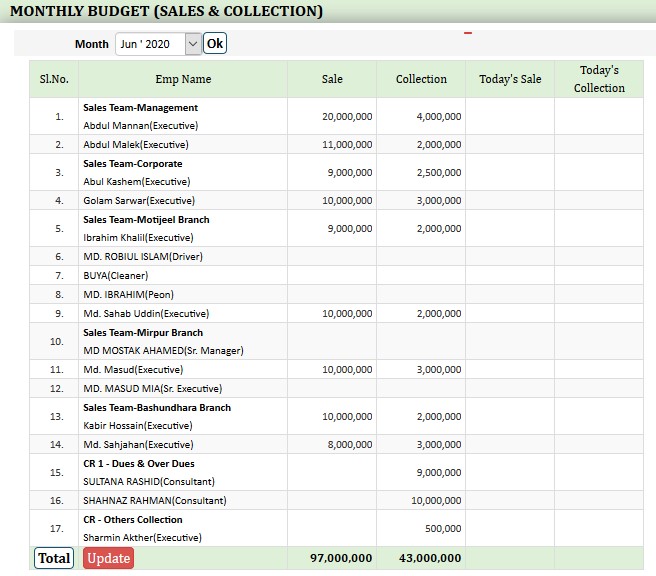 MONTHLY BUDGET (SALES & COLLECTION)
Month Jun ' 2020 Ok
Sl.No. Emp Name Sale Collection Today's Sale Today's Collection
1. Sales Team-Management
Abdul Mannan(Executive) 20,000,000 4,000,000
2. Abdul Malek(Executive) 11,000,000 2,000,000
3. Sales Team-Corporate
Abul Kashem(Executive) 9,000,000 2,500,000
4. Golam Sarwar(Executive) 10,000,000 3,000,000
5. Sales Team-Motijeel Branch
Ibrahim Khalil(Executive) 9,000,000 2,000,000
6. MD. ROBIUL ISLAM(Driver)
7. BUYA(Cleaner)
8. MD. IBRAHIM(Peon)
9. Md. Sahab Uddin(Executive) 10,000,000 2,000,000
10. Sales Team-Mirpur Branch
MD MOSTAK AHAMED(Sr. Manager)
11. Md. Masud(Executive) 10,000,000 3,000,000
12. MD. MASUD MIA(Sr. Executive)
13. Sales Team-Bashundhara Branch
Kabir Hossain(Executive) 10,000,000 2,000,000
14. Md. Sahjahan(Executive) 8,000,000 3,000,000
15. CR 1 - Dues & Over Dues
SULTANA RASHID(Consultant) 9,000,000
16. SHAHNAZ RAHMAN(Consultant) 10,000,000
17. CR - Others Collection
Sharmin Akther(Executive) 500,000
Total Update 97,000,000 43,000,000